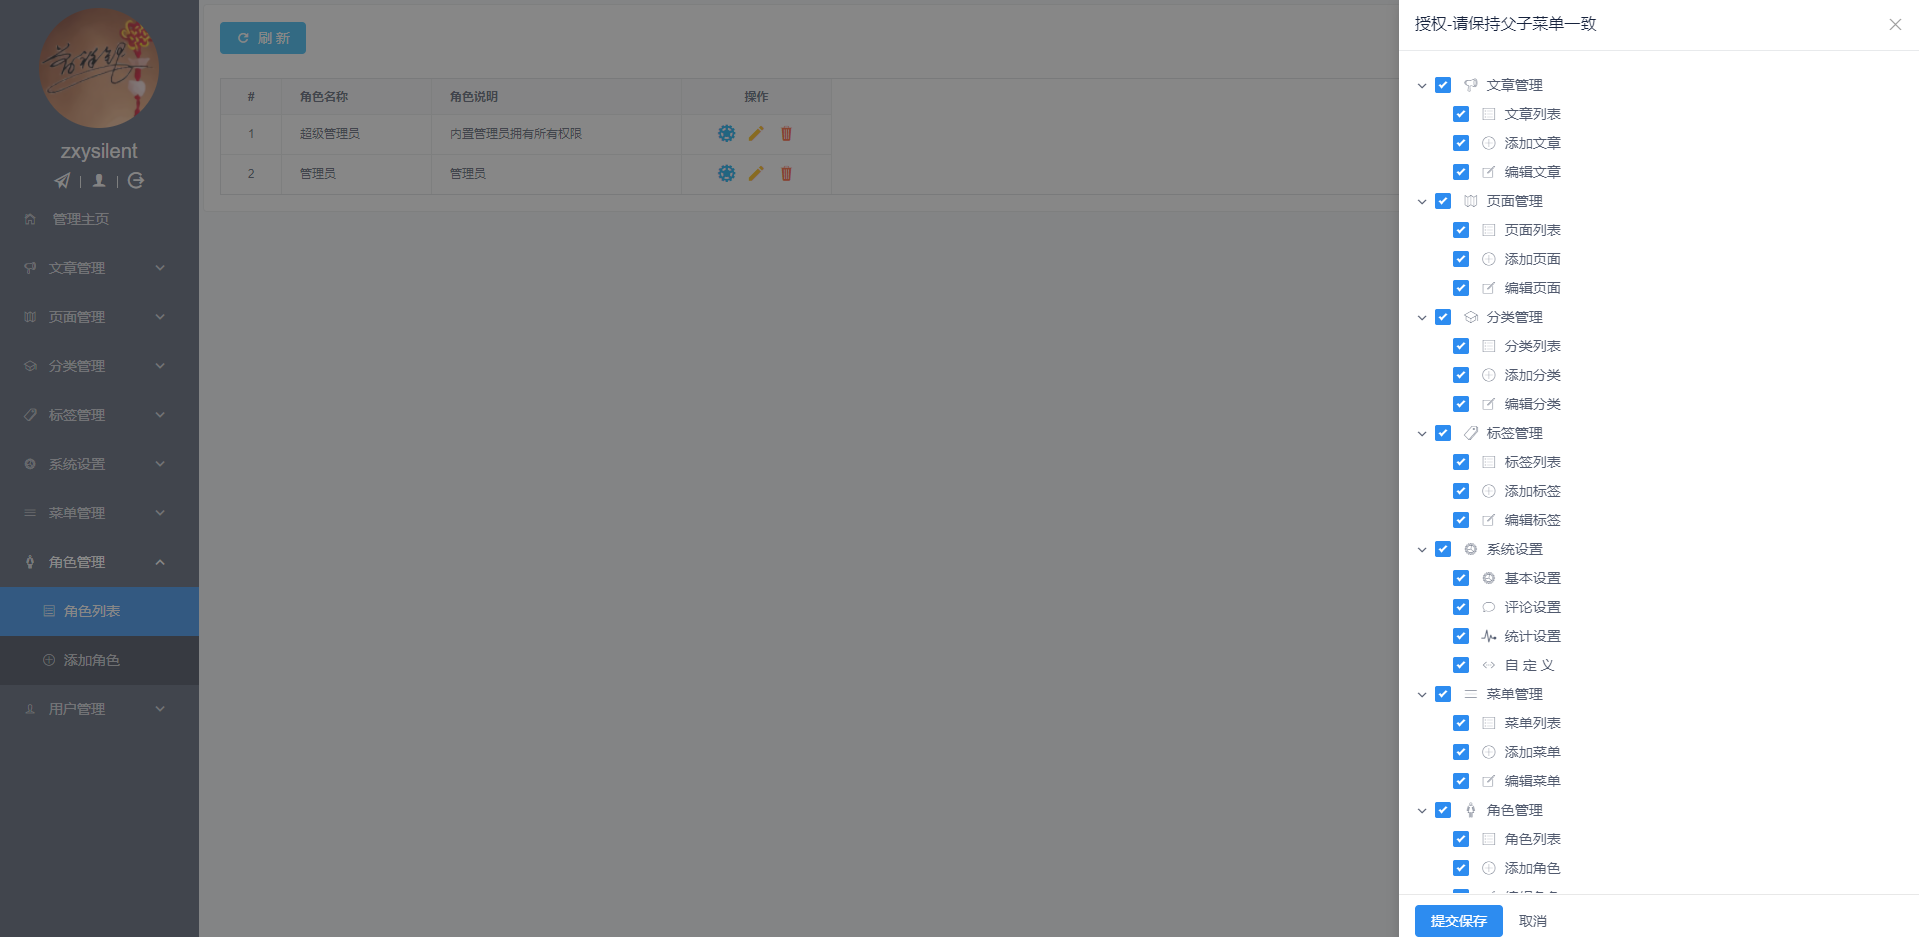 zxysilent
管理主页
文章管理
页面管理
分类管理
标签管理
系统设置
菜单管理
角色管理
角色列表
添加角色
用户管理
刷 新
# 角色名称 角色说明 操作
1 超级管理员 内置管理员拥有所有权限
2 管理员 管理员
授权-请保持父子菜单一致
文章管理
文章列表
添加文章
编辑文章
页面管理
页面列表
添加页面
编辑页面
分类管理
分类列表
添加分类
编辑分类
标签管理
标签列表
添加标签
编辑标签
系统设置
基本设置
评论设置
统计设置
自 定 义
菜单管理
菜单列表
添加菜单
编辑菜单
角色管理
角色列表
添加角色
提交保存 取消